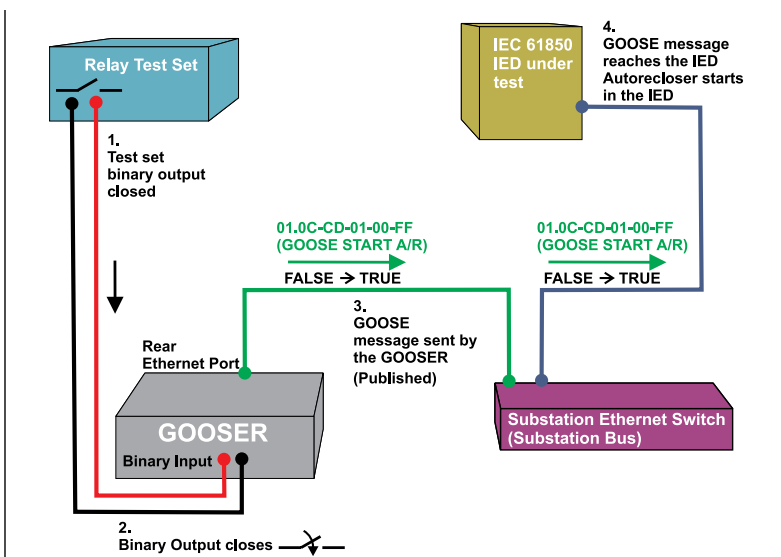 Relay Test Set
1.
Test set
binary output
closed
IEC 61850
IED under
test
4.
GOOSE message
reaches the IED
Autorecloser starts
in the IED
01.0C-CD-01-00-FF
(GOOSE START A/R)
FALSE → TRUE
01.0C-CD-01-00-FF
(GOOSE START A/R)
FALSE → TRUE
3.
GOOSE
message sent by
the GOOSER
(Published)
Rear
Ethernet Port
GOOSER
Binary Input
Substation Ethernet Switch
(Substation Bus)
2.
Binary Output closes